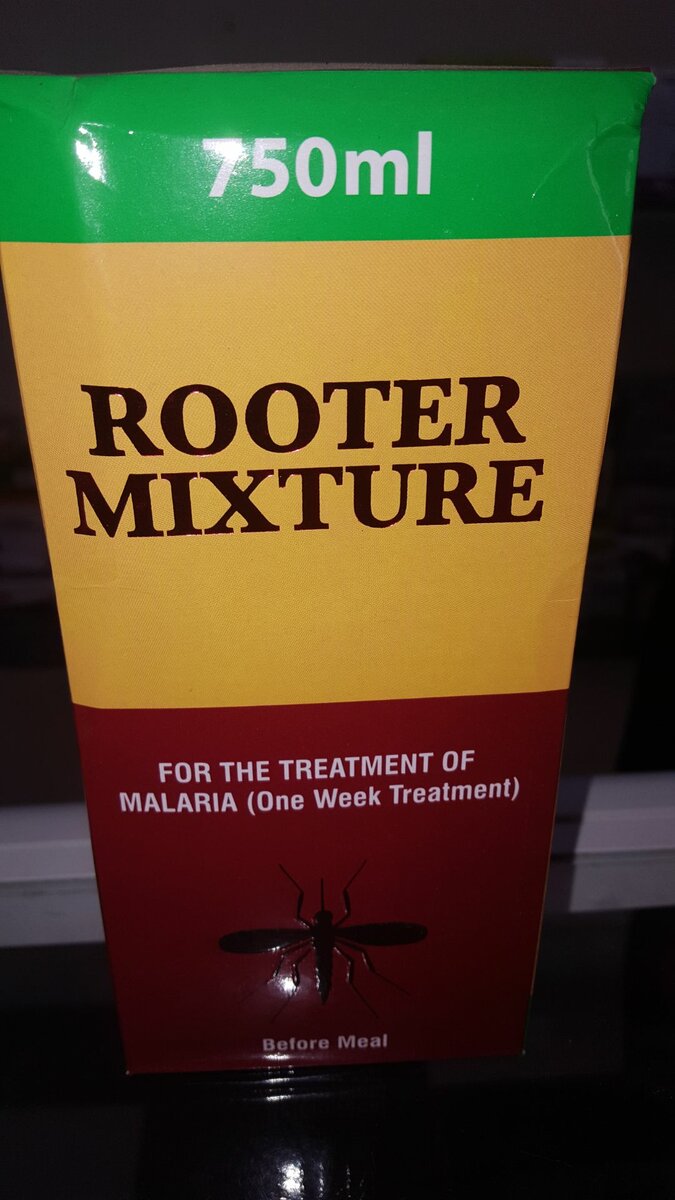 750ml
ROOTER
MIXTURE
FOR THE TREATMENT OF
MALARIA (One Week Treatment)
Before Meal